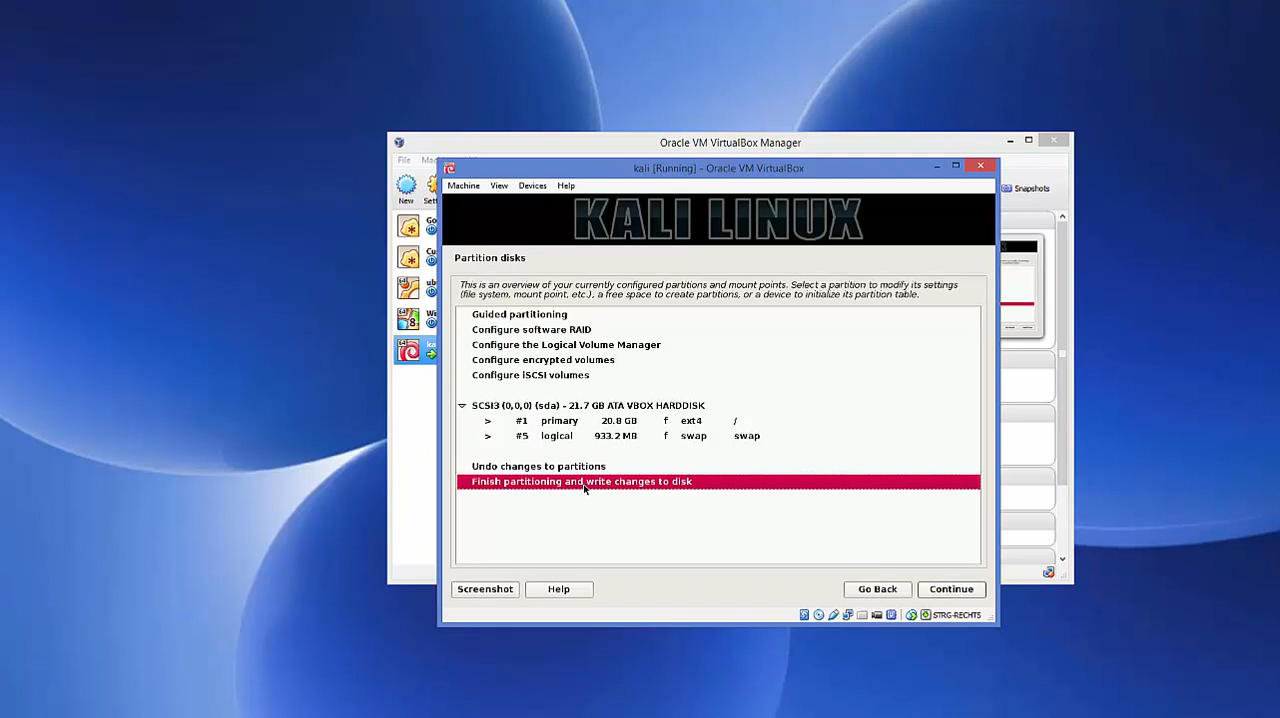 Oracle VM VirtualBox Manager
File
New
Snapshots
kali [Running] - Oracle VM VirtualBox
Machine View Devices Help
KALI LINUX
Partition disks
This is an overview of your currently configured partitions and mount points. Select a partition to modify its settings
(file system, mount point, etc.), a free space to create partitions, or a device to initialize its partition table.
Guided partitioning
Configure software RAID
Configure the Logical Volume Manager
Configure encrypted volumes
Configure iSCSI volumes
SCSI3 (0,0,0) (sda) - 21.7 GB ATA VBOX HARDDISK
> #1 primary 20.8 GB f ext4 /
> #5 logical 933.2 MB f swap swap
Undo changes to partitions
Finish partitioning and write changes to disk
Screenshot Help Go Back Continue
STRG-RECHTS